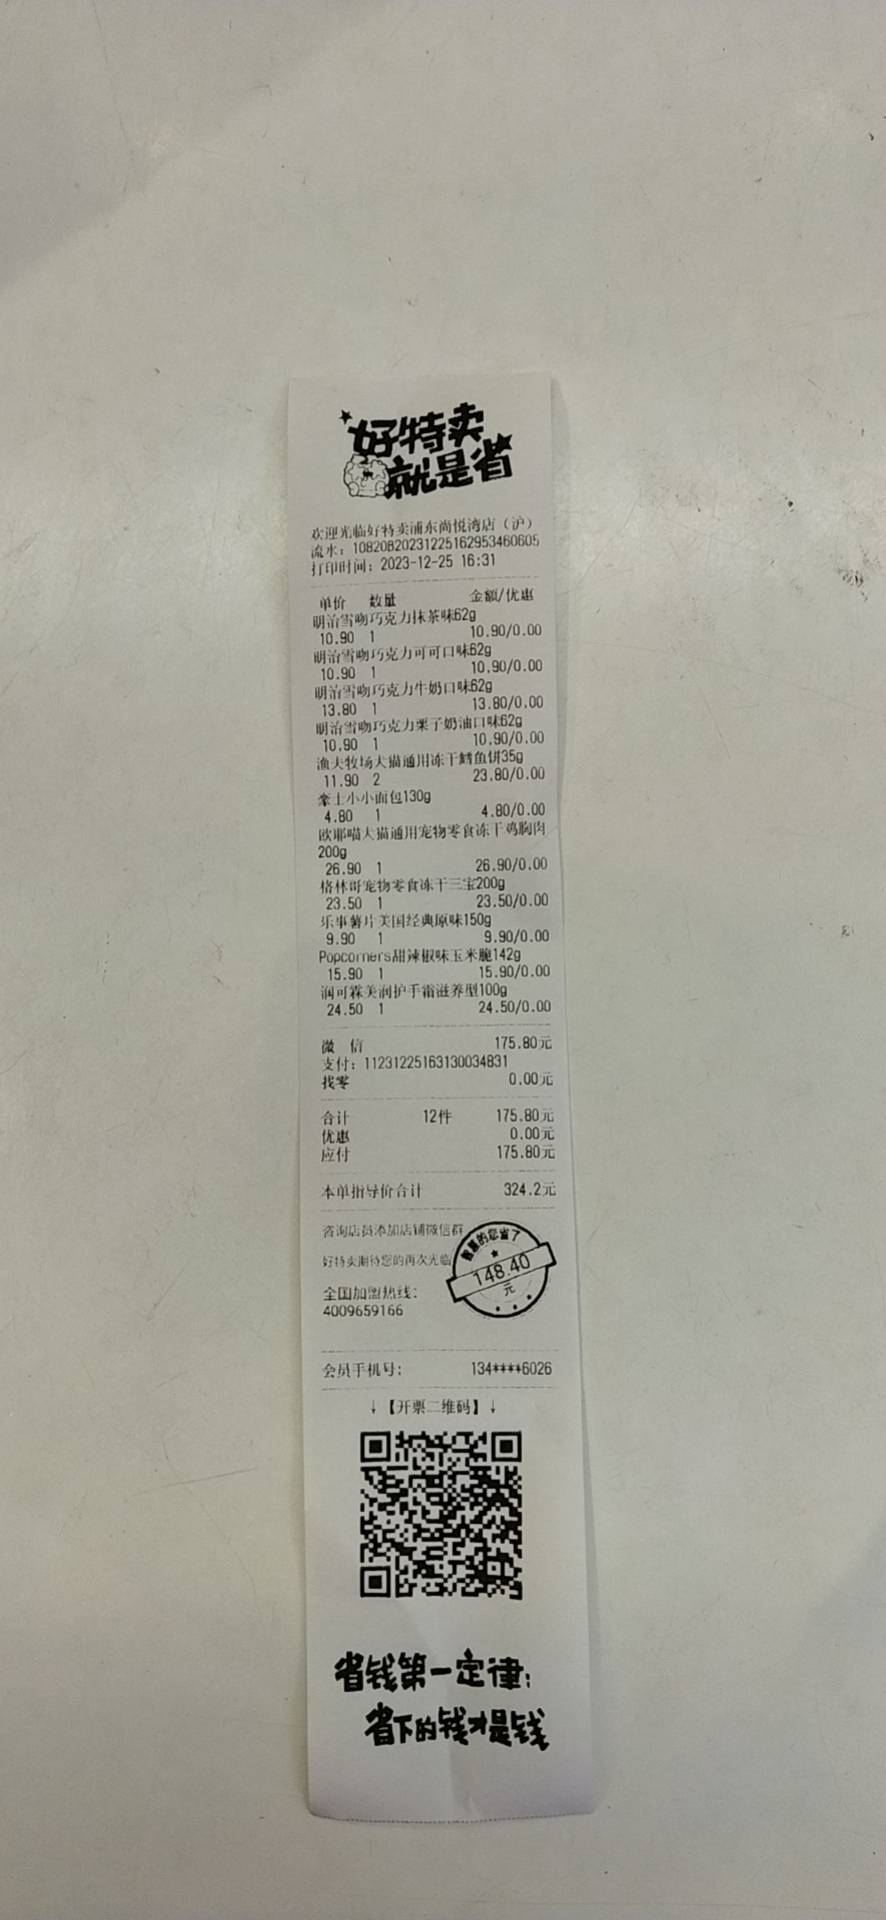 好特卖
就是省
欢迎光临好特卖浦东尚悦湾店（沪）
流水：108208202312251629534606​05
打印时间：2023-12-25 16:31
单价 数量 金额/优惠
明治雪吻巧克力抹茶味62g
10.90 1 10.90/0.00
明治雪吻巧克力可可口味62g
10.90 1 10.90/0.00
明治雪吻巧克力牛奶口味62g
13.80 1 13.80/0.00
明治雪吻巧克力栗子奶油口味62g
10.90 1 10.90/0.00
渔夫牧场犬猫通用冻干鳕鱼饼35g
11.90 2 23.80/0.00
豪士小小面包130g
4.80 1 4.80/0.00
欧耶喵犬猫通用宠物零食冻干鸡胸肉
200g
26.90 1 26.90/0.00
格林哥宠物零食冻干三宝200g
23.50 1 23.50/0.00
乐事薯片美国经典原味150g
9.90 1 9.90/0.00
Popcorners甜辣椒味玉米脆142g
15.90 1 15.90/0.00
润可霖美润护手霜滋养型100g
24.50 1 24.50/0.00
微 信 175.80元
支付：11231225163130034831
找零 0.00元
合计 12件 175.80元
优惠 0.00元
应付 175.80元
本单指导价合计 324.2元
咨询店员添加店铺微信群
好特卖期待您的再次光临
全国加盟热线：
4009659166
的您省了
148.40
元
会员手机号： 134****6026
↓【开票二维码】↓
省钱第一定律：
省下的钱才是钱